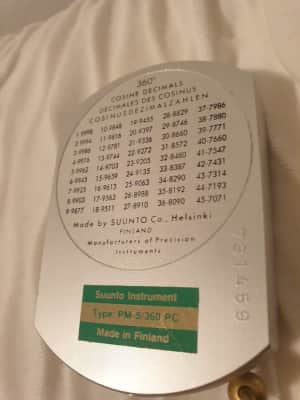 360°
COSINE DECIMALS
DECIMALES DES COSINUS
COSINUSDEZIMALZAHLEN
1-9998 10-9848 19-9455 28-8829 37-7986
2-9994 11-9816 20-9397 29-8746 38-7880
3-9986 12-9781 21-9336 30-8660 39-7771
4-9976 13-9744 22-9272 31-8572 40-7660
5-9962 14-9703 23-9205 32-8480 41-7547
6-9945 15-9659 24-9135 33-8387 42-7431
7-9925 16-9613 25-9063 34-8290 43-7314
8-9903 17-9563 26-8988 35-8192 44-7193
9-9877 18-9511 27-8910 36-8090 45-7071
Made by SUUNTO Co., Helsinki
FINLAND
Manufacturers of Precision
Instruments
731459
Suunto Instrument
Type: PM-5/360 PC
Made in Finland